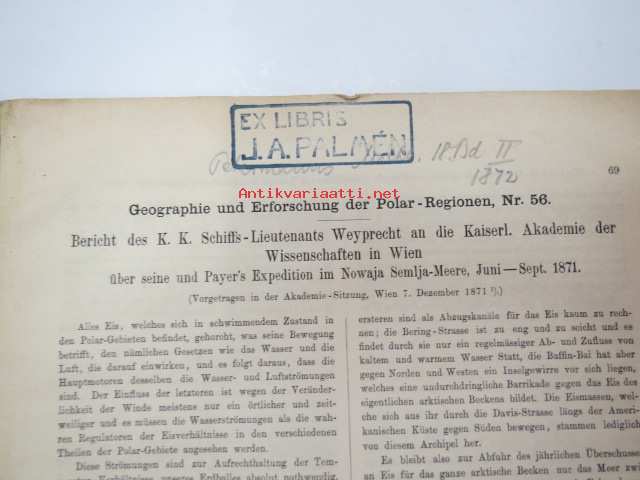 EX LIBRIS
J. A. PALMÉN
Petermanns 18. Bd II
1872
69
Antikvariaatti.net
Geographie und Erforschung der Polar-Regionen, Nr. 56.
Bericht des K. K. Schiffs-Lieutenants Weyprecht an die Kaiserl. Akademie der
Wissenschaften in Wien
über seine und Payer's Expedition im Nowaja Semlja-Meere, Juni—Sept. 1871.
(Vorgetragen in der Akademie-Sitzung, Wien 7. Dezember 1871 ¹).)
Alles Eis, welches sich in schwimmendem Zustand in
den Polar-Gebieten befindet, gehorcht, was seine Bewegung
betrifft, den nämlichen Gesetzen wie das Wasser und die
Luft, die darauf einwirken, und es folgt daraus, dass die
Hauptmotoren desselben die Wasser- und Luftströmungen
sind. Der Einfluss der letzteren ist wegen der Veränder-
lichkeit der Winde meistens nur ein örtlicher und zeit-
weiliger und es müssen die Wasserströmungen als die wah-
ren Regulatoren der Eisverhältnisse in den verschiedenen
Theilen der Polar-Gebiete angesehen werden.
Diese Strömungen sind zur Aufrechthaltung der Tem-
Verhältnisse unseres Erdballes absolut nothwendig,
ersteren sind als Abzugskanäle für das Eis kaum zu rech-
nen; die Bering-Strasse ist zu eng und zu seicht und es
findet durch sie nur ein regelmässiger Ab- und Zufluss von
kaltem und warmem Wasser Statt, die Baffin-Bai hat aber
gegen Norden und Westen ein Inselgewirre vor sich liegen,
welches eine undurchdringliche Barrikade gegen das Eis des
eigentlichen arktischen Beckens bildet. Die Eismassen, wel-
che sich aus ihr durch die Davis-Strasse längs der Ameri-
kanischen Küste gegen Süden bewegen, stammen lediglich
von diesem Archipel her.
Es bleibt also zur Abfuhr des jährlichen Überschusses
an Eis für das ganze arktische Becken nur das Meer zwi